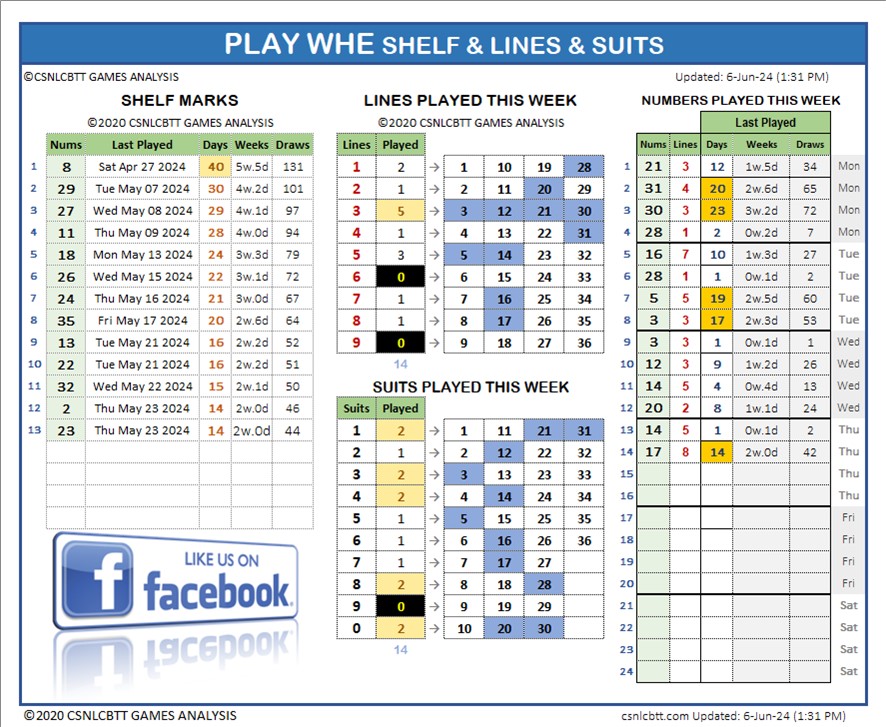 PLAY WHE SHELF & LINES & SUITS
©CSNLCBTT GAMES ANALYSIS
Updated: 6-Jun-24 (1:31 PM)
SHELF MARKS
©2020 CSNLCBTT GAMES ANALYSIS
Nums Last Played Days Weeks Draws
1 8 Sat Apr 27 2024 40 5w.5d 131
2 29 Tue May 07 2024 30 4w.2d 101
3 27 Wed May 08 2024 29 4w.1d 97
4 11 Thu May 09 2024 28 4w.0d 94
5 18 Mon May 13 2024 24 3w.3d 79
6 26 Wed May 15 2024 22 3w.1d 72
7 24 Thu May 16 2024 21 3w.0d 67
8 35 Fri May 17 2024 20 2w.6d 64
9 13 Tue May 21 2024 16 2w.2d 52
10 22 Tue May 21 2024 16 2w.2d 51
11 32 Wed May 22 2024 15 2w.1d 50
12 2 Thu May 23 2024 14 2w.0d 46
13 23 Thu May 23 2024 14 2w.0d 44
LIKE US ON
facebook.
LINES PLAYED THIS WEEK
©2020 CSNLCBTT GAMES ANALYSIS
Lines Played
1 2 → 1 10 19 28
2 1 → 2 11 20 29
3 5 → 3 12 21 30
4 1 → 4 13 22 31
5 3 → 5 14 23 32
6 0 → 6 15 24 33
7 1 → 7 16 25 34
8 1 → 8 17 26 35
9 0 → 9 18 27 36
14
SUITS PLAYED THIS WEEK
Suits Played
1 2 → 1 11 21 31
2 1 → 2 12 22 32
3 2 → 3 13 23 33
4 2 → 4 14 24 34
5 1 → 5 15 25 35
6 1 → 6 16 26 36
7 1 → 7 17 27
8 2 → 8 18 28
9 0 → 9 19 29
0 2 → 10 20 30
14
NUMBERS PLAYED THIS WEEK
Last Played
Nums Lines Days Weeks Draws
1 21 3 12 1w.5d 34 Mon
2 31 4 20 2w.6d 65 Mon
3 30 3 23 3w.2d 72 Mon
4 28 1 2 0w.2d 7 Mon
5 16 7 10 1w.3d 27 Tue
6 28 1 1 0w.1d 2 Tue
7 5 5 19 2w.5d 60 Tue
8 3 3 17 2w.3d 53 Tue
9 3 3 1 0w.1d 1 Wed
10 12 3 9 1w.2d 26 Wed
11 14 5 4 0w.4d 13 Wed
12 20 2 8 1w.1d 24 Wed
13 14 5 1 0w.1d 2 Thu
14 17 8 14 2w.0d 42 Thu
15 Thu
16 Thu
17 Fri
18 Fri
19 Fri
20 Fri
21 Sat
22 Sat
23 Sat
24 Sat
©2020 CSNLCBTT GAMES ANALYSIS
csnlcbtt.com Updated: 6-Jun-24 (1:31 PM)